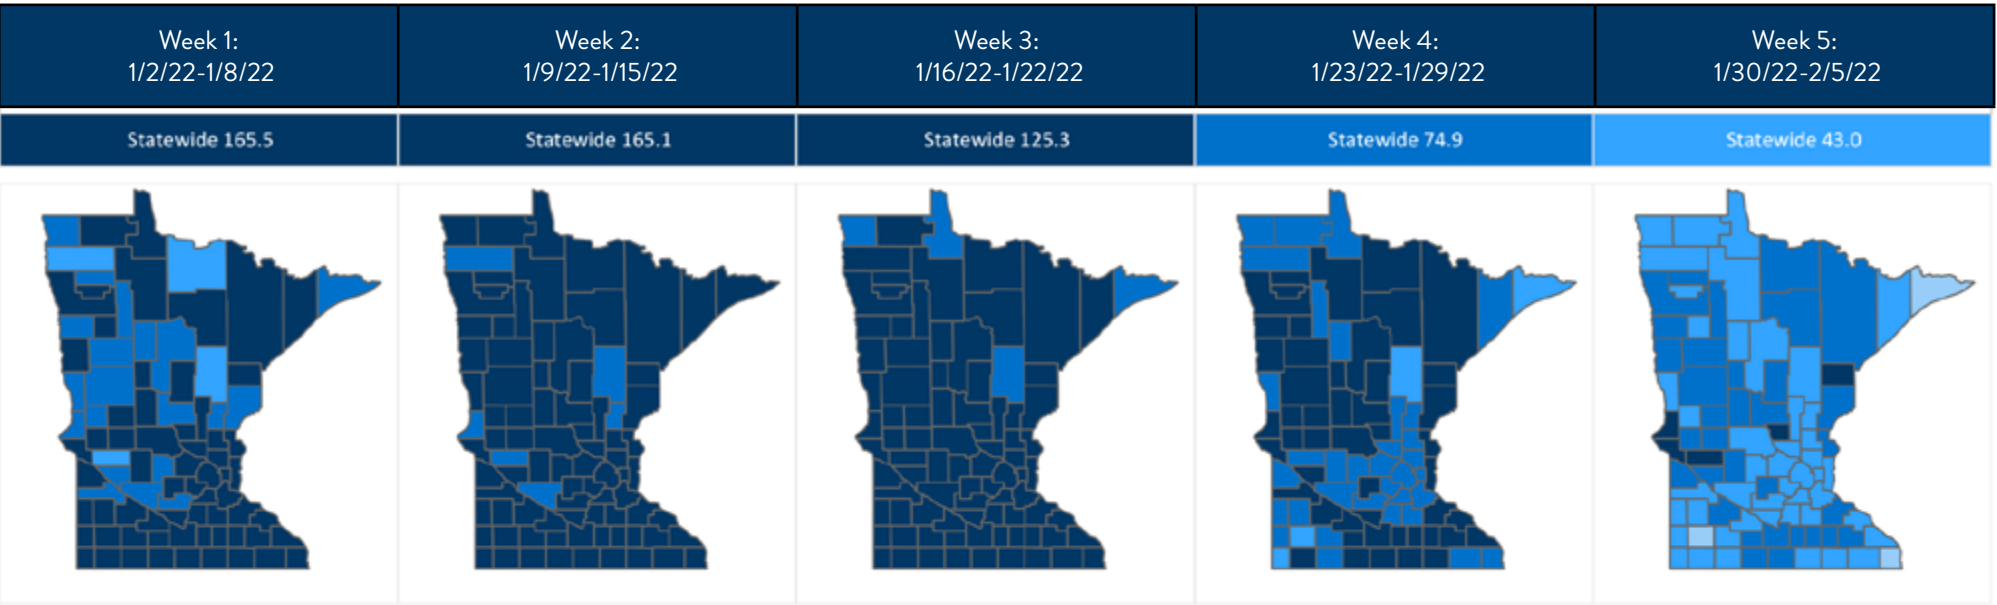 Week 1:
1/2/22-1/8/22
Week 2:
1/9/22-1/15/22
Week 3:
1/16/22-1/22/22
Week 4:
1/23/22-1/29/22
Week 5:
1/30/22-2/5/22
Statewide 165.5
Statewide 165.1
Statewide 125.3
Statewide 74.9
Statewide 43.0